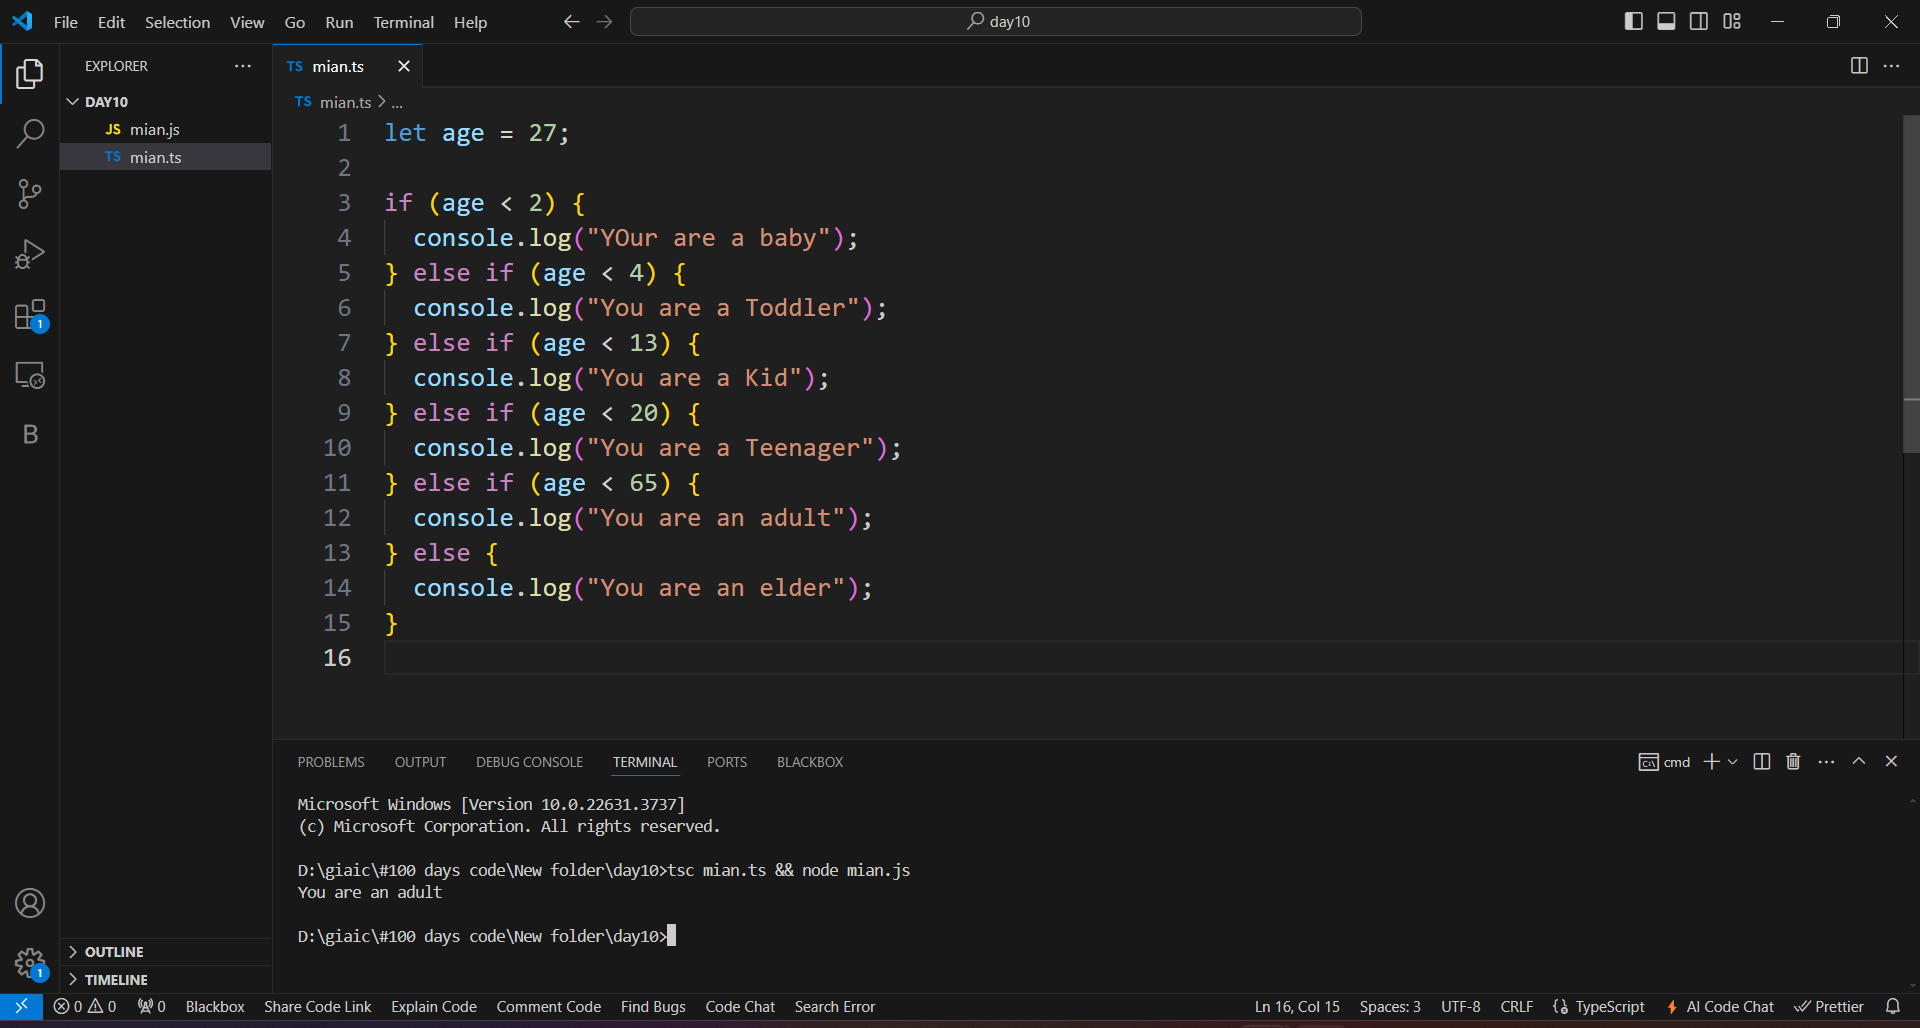 File Edit Selection View Go Run Terminal Help day10
EXPLORER
DAY10
JS mian.js
TS mian.ts
OUTLINE
TIMELINE
TS mian.ts
TS mian.ts > ...
1 let age = 27;
2
3 if (age < 2) {
4 console.log("YOur are a baby");
5 } else if (age < 4) {
6 console.log("You are a Toddler");
7 } else if (age < 13) {
8 console.log("You are a Kid");
9 } else if (age < 20) {
10 console.log("You are a Teenager");
11 } else if (age < 65) {
12 console.log("You are an adult");
13 } else {
14 console.log("You are an elder");
15 }
16
PROBLEMS OUTPUT DEBUG CONSOLE TERMINAL PORTS BLACKBOX cmd
Microsoft Windows [Version 10.0.22631.3737]
(c) Microsoft Corporation. All rights reserved.
D:\giaic\#100 days code\New folder\day10>tsc mian.ts && node mian.js
You are an adult
D:\giaic\#100 days code\New folder\day10>
B
1
1
0 0 0 Blackbox Share Code Link Explain Code Comment Code Find Bugs Code Chat Search Error Ln 16, Col 15 Spaces: 3 UTF-8 CRLF {} TypeScript AI Code Chat Prettier